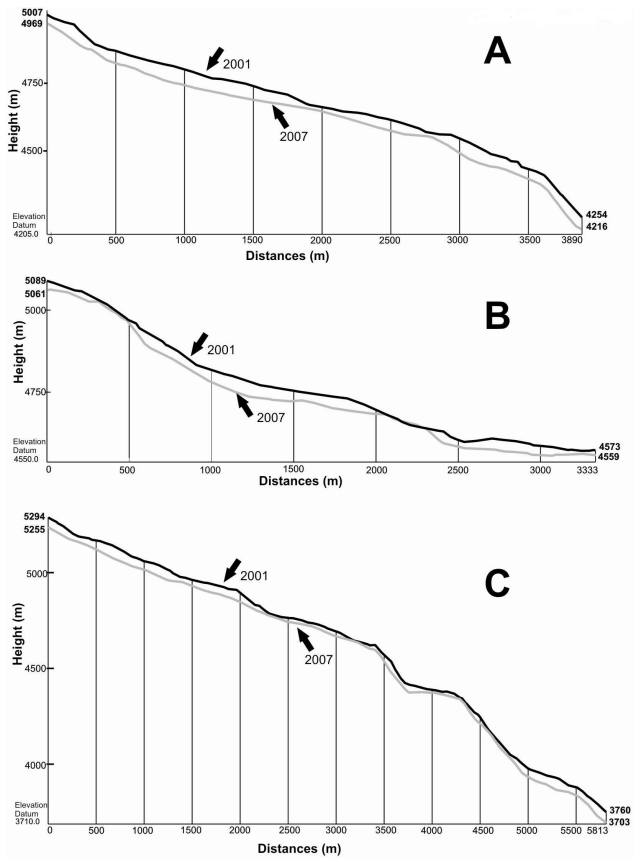 5007
4969
4750
4500
Height (m)
Elevation
Datum
4205.0
2001
2007
A
4254
4216
0 500 1000 1500 2000 2500 3000 3500 3890
Distances (m)
5089
5061
5000
4750
Height (m)
Elevation
Datum
4550.0
2001
2007
B
4573
4559
0 500 1000 1500 2000 2500 3000 3333
Distances (m)
5294
5255
5000
4500
4000
Height (m)
Elevation
Datum
3710.0
2001
2007
C
3760
3703
0 500 1000 1500 2000 2500 3000 3500 4000 4500 5000 5500 5813
Distances (m)